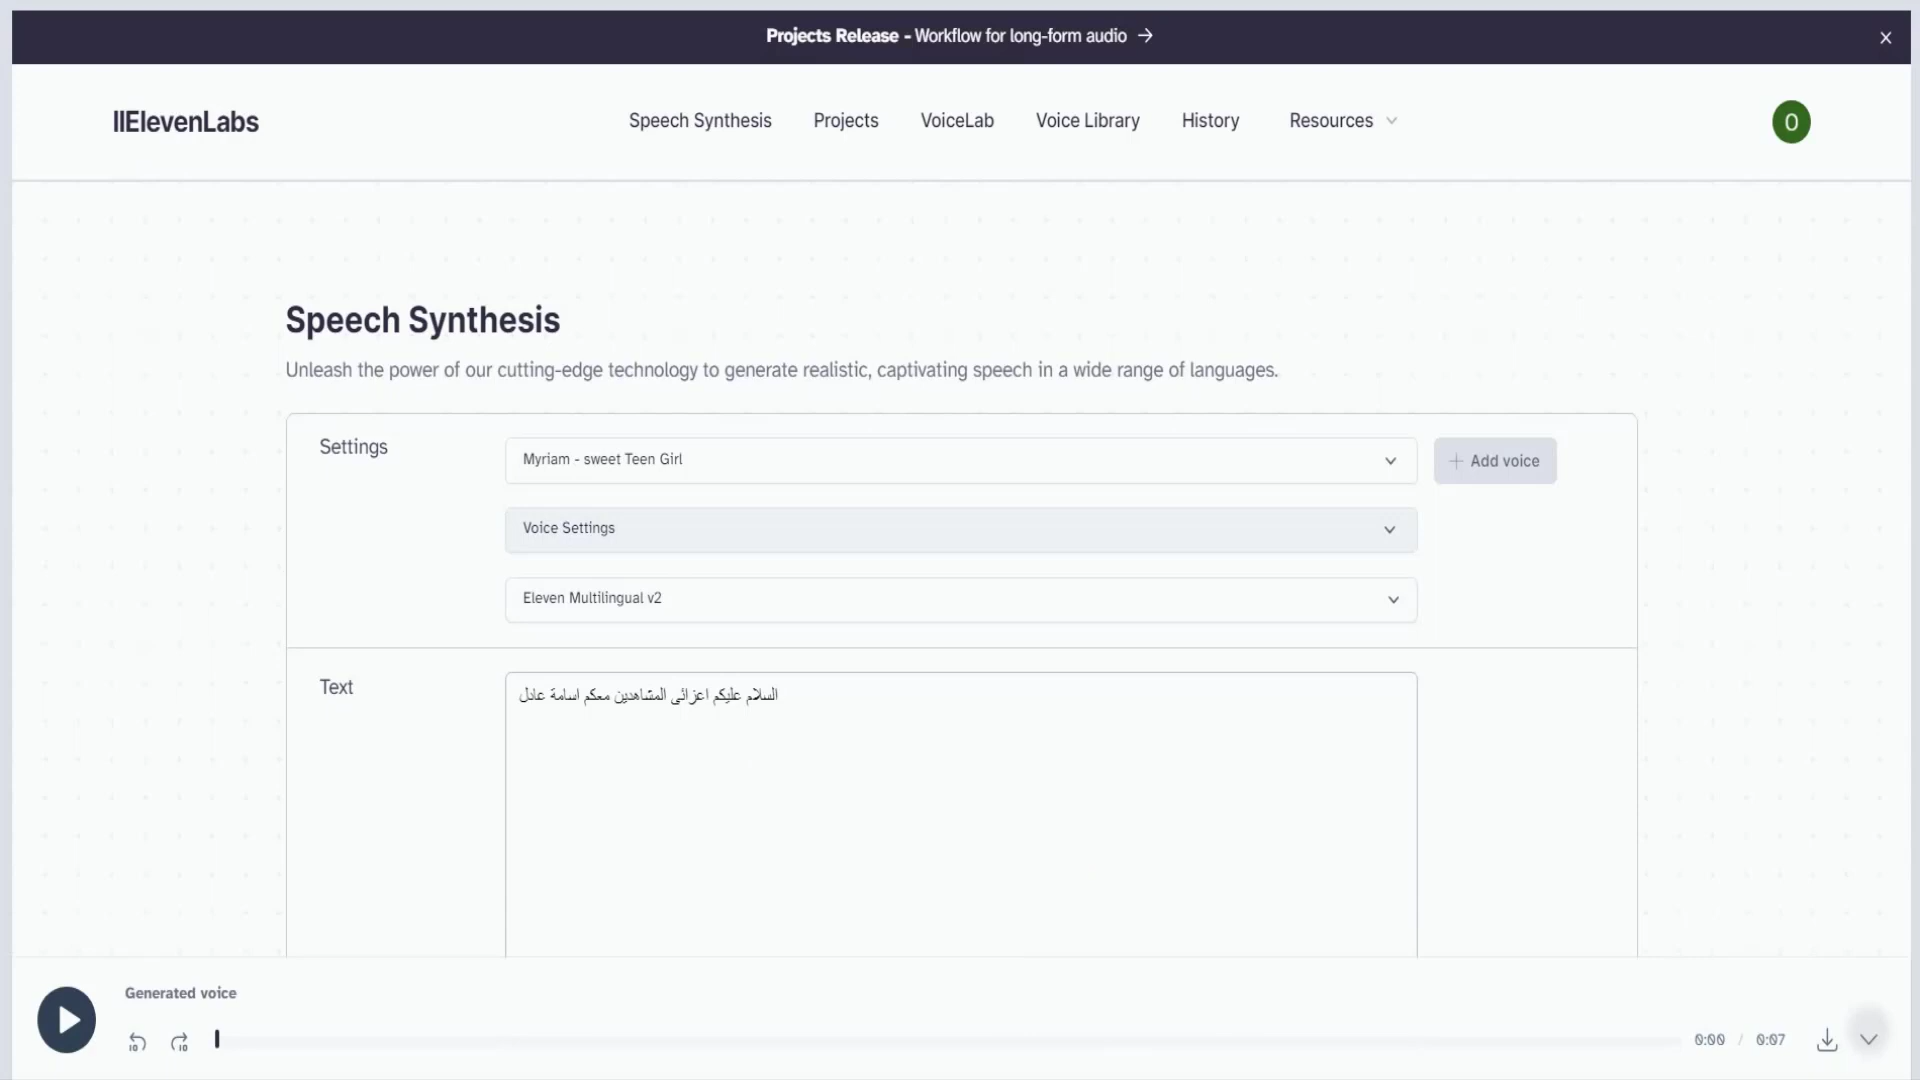 Projects Release - Workflow for long-form audio →
IIElevenLabs
Speech Synthesis
Projects
VoiceLab
Voice Library
History
Resources
O
Speech Synthesis
Unleash the power of our cutting-edge technology to generate realistic, captivating speech in a wide range of languages.
Settings
Myriam - sweet Teen Girl
+ Add voice
Voice Settings
Eleven Multilingual v2
Text
السلام عليكم اعزائى المشاهدين معكم اسامة عادل
Generated voice
10
10
0:00 / 0:07